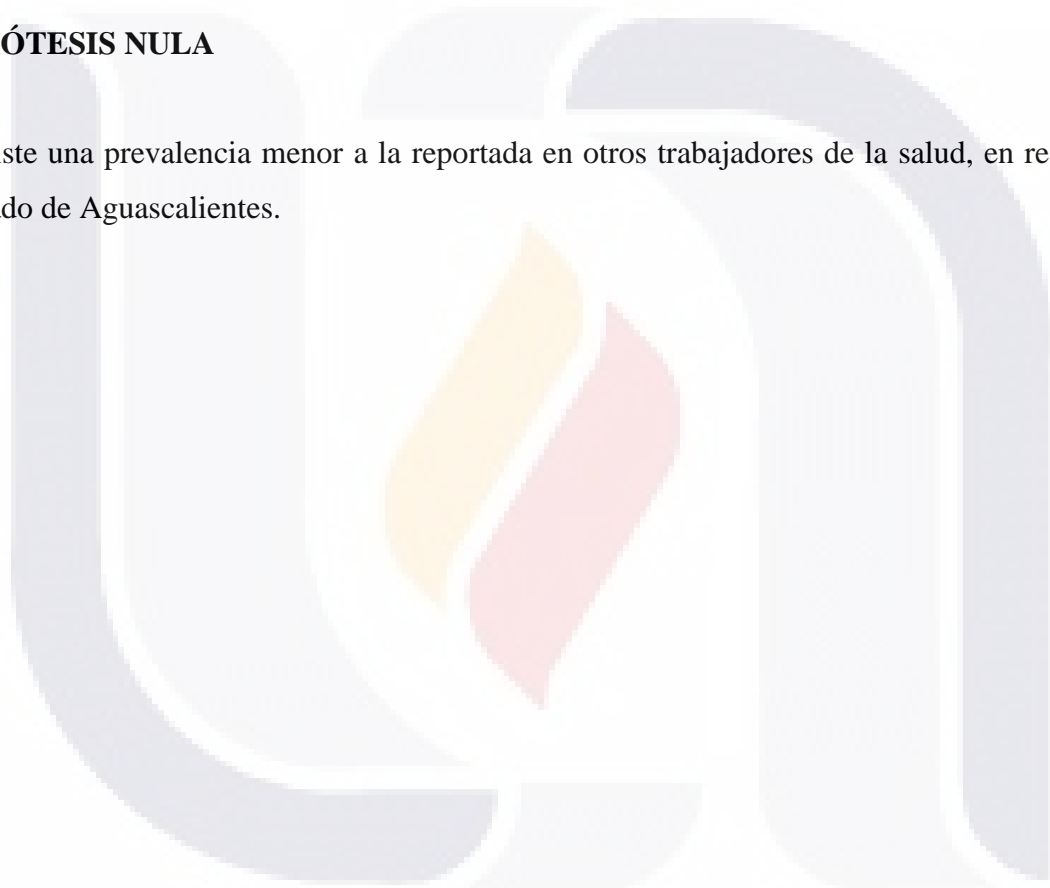 ÓTESIS NULA
ste una prevalencia menor a la reportada en otros trabajadores de la salud, en re
do de Aguascalientes.